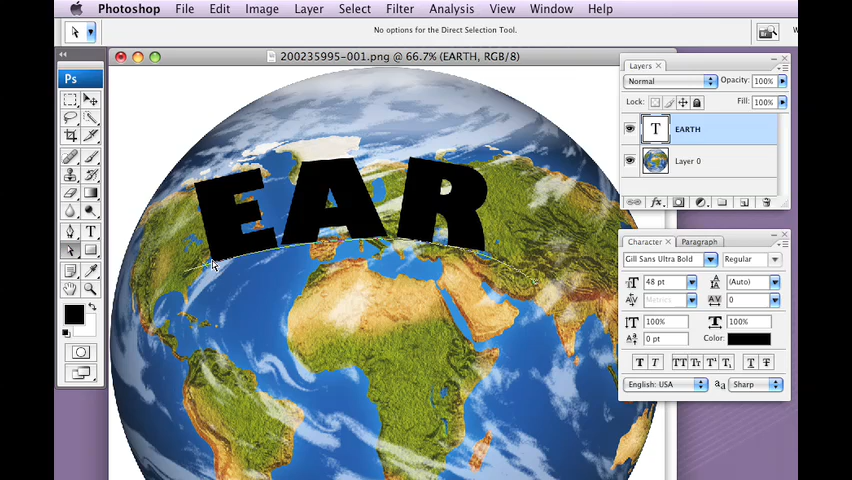 Photoshop File Edit Image Layer Select Filter Analysis View Window Help
No options for the Direct Selection Tool.
200235995-001.png @ 66.7% (EARTH, RGB/8)
Ps
EAR
Layers x
Normal Opacity: 100%
Lock: Fill: 100%
T EARTH
Layer 0
fx
Character x Paragraph
Gill Sans Ultra Bold Regular
48 pt (Auto)
Metrics 0
100% 100%
0 pt Color:
T T TT Tr T¹ T₁ T T
English: USA aa Sharp